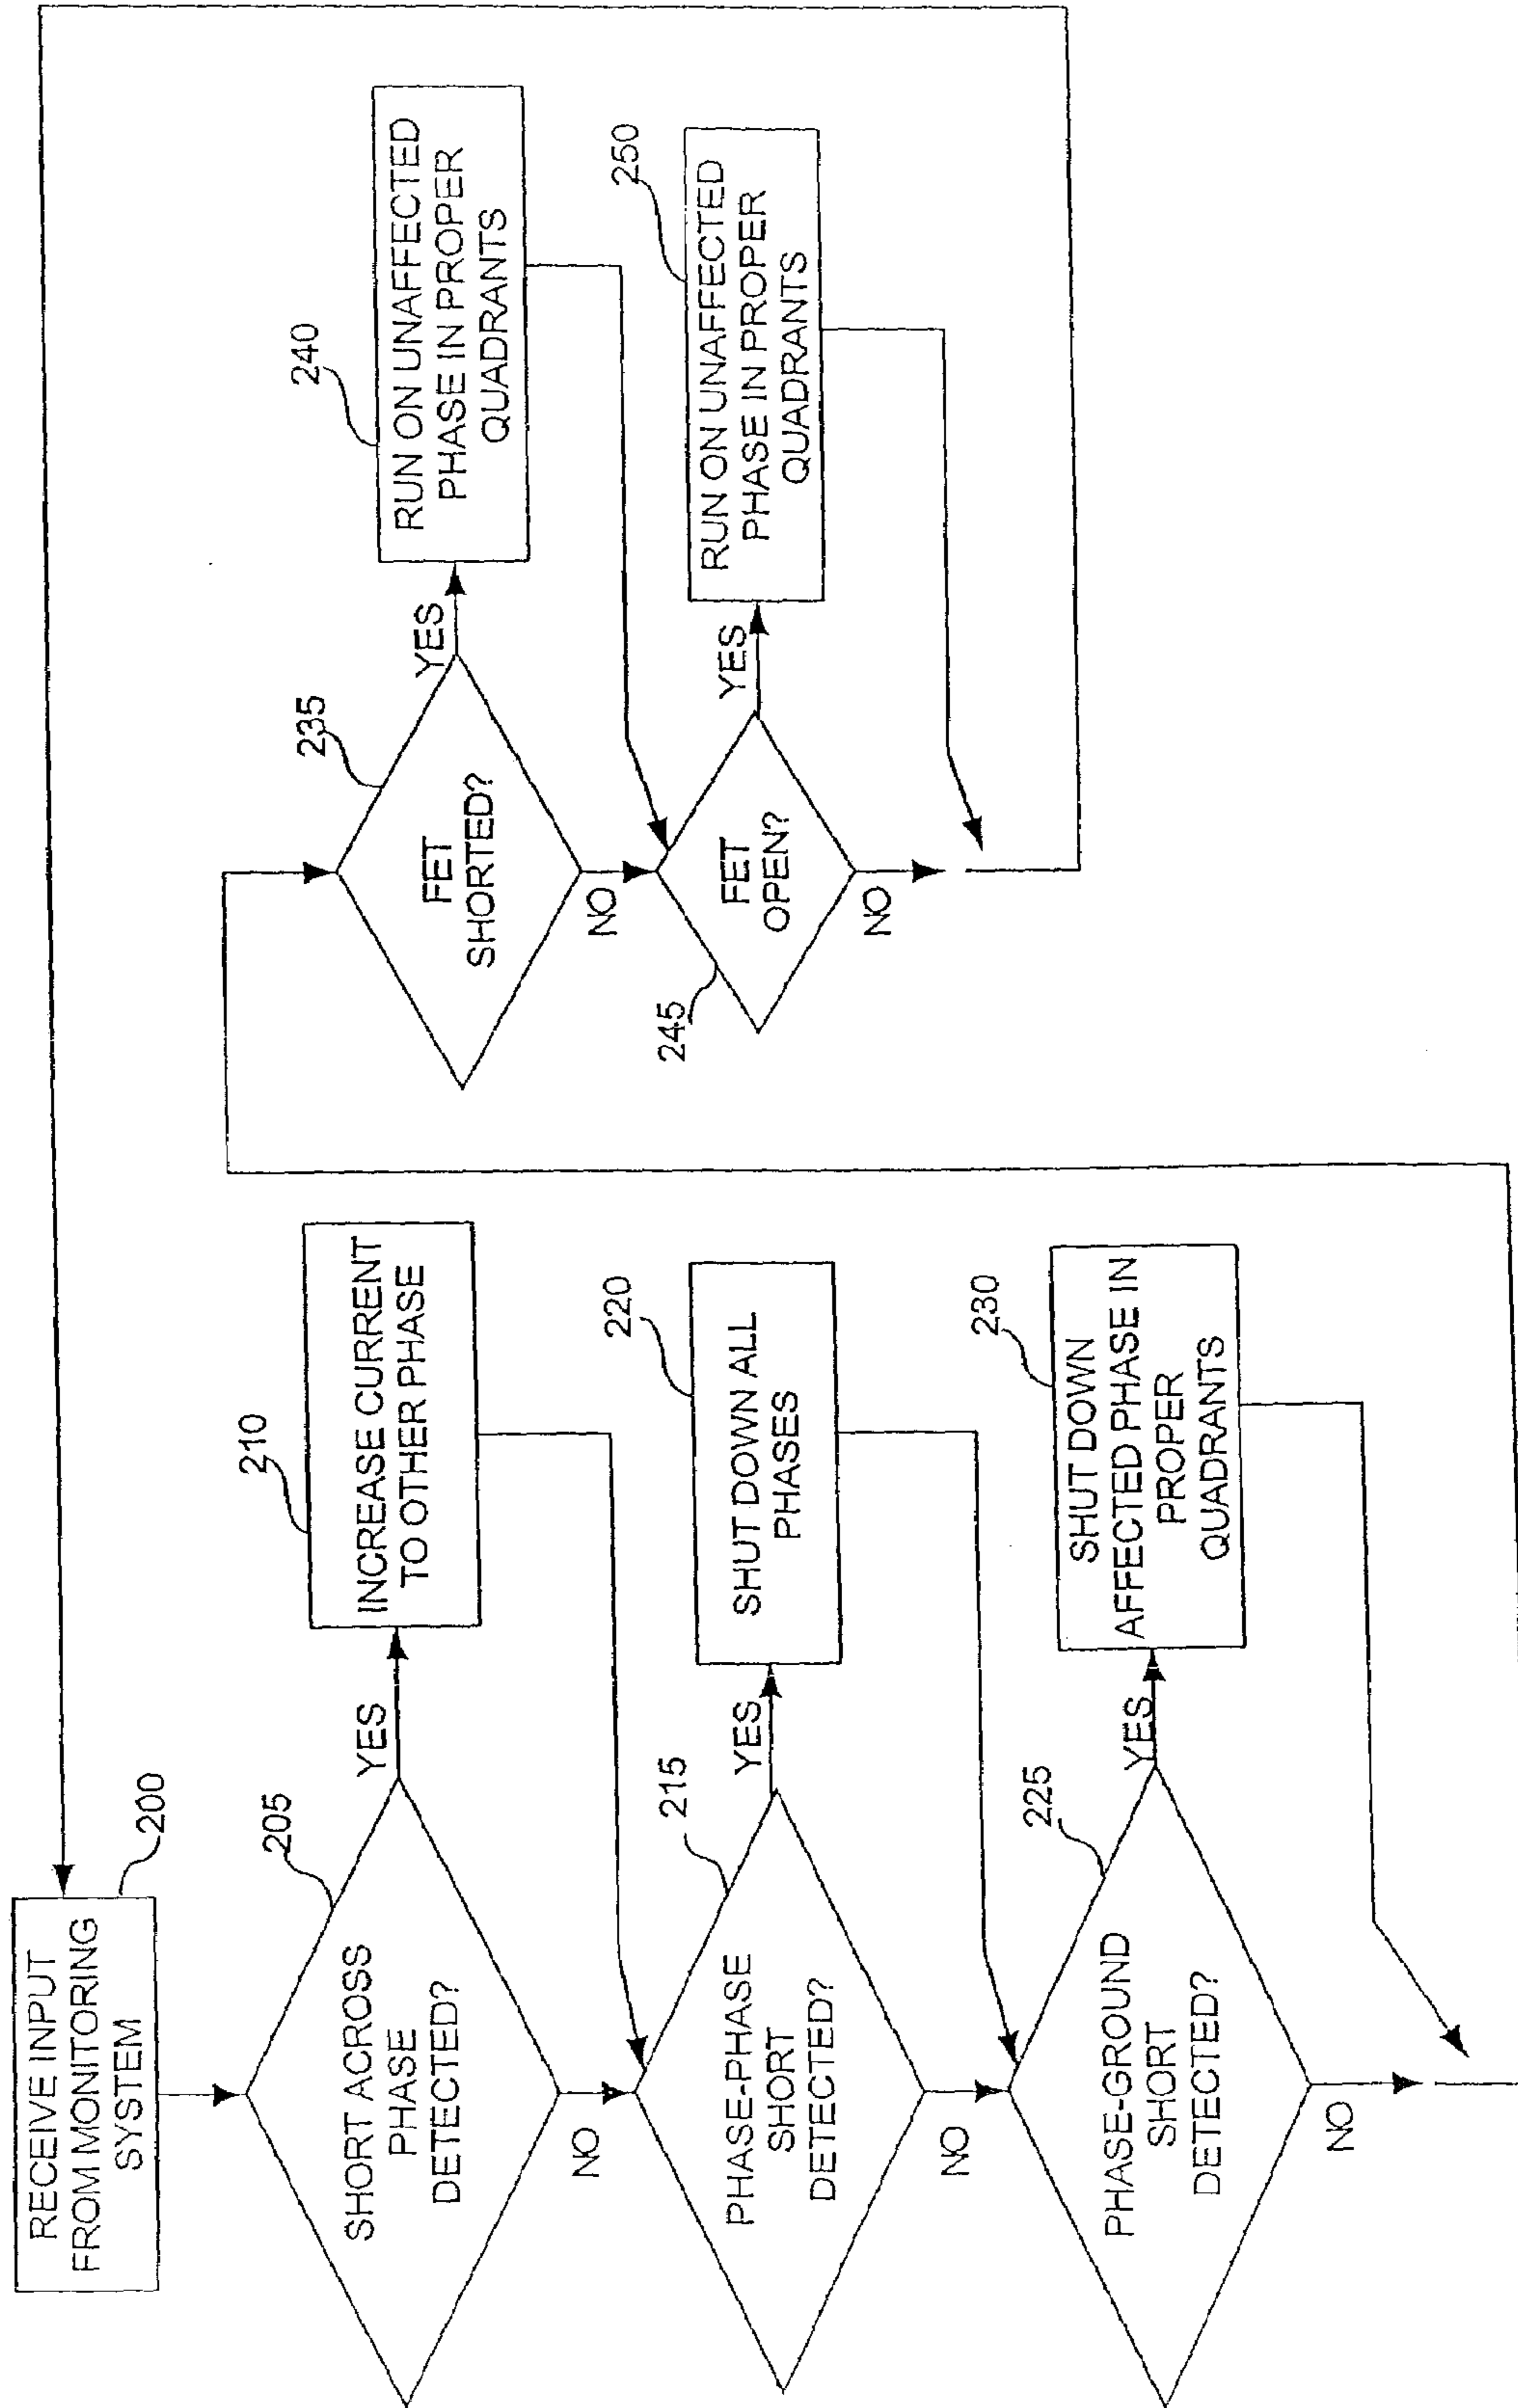 RECEIVE INPUT
FROM MONITORING
SYSTEM
200
205
SHORT ACROSS
PHASE
DETECTED?
YES
NO
210
INCREASE CURRENT
TO OTHER PHASE
215
PHASE-PHASE
SHORT
DETECTED?
YES
NO
220
SHUT DOWN ALL
PHASES
225
PHASE-GROUND
SHORT
DETECTED?
YES
NO
230
SHUT DOWN
AFFECTED PHASE IN
PROPER
QUADRANTS
235
FET
SHORTED?
YES
NO
240
RUN ON UNAFFECTED
PHASE IN PROPER
QUADRANTS
245
FET
OPEN?
YES
NO
250
RUN ON UNAFFECTED
PHASE IN PROPER
QUADRANTS